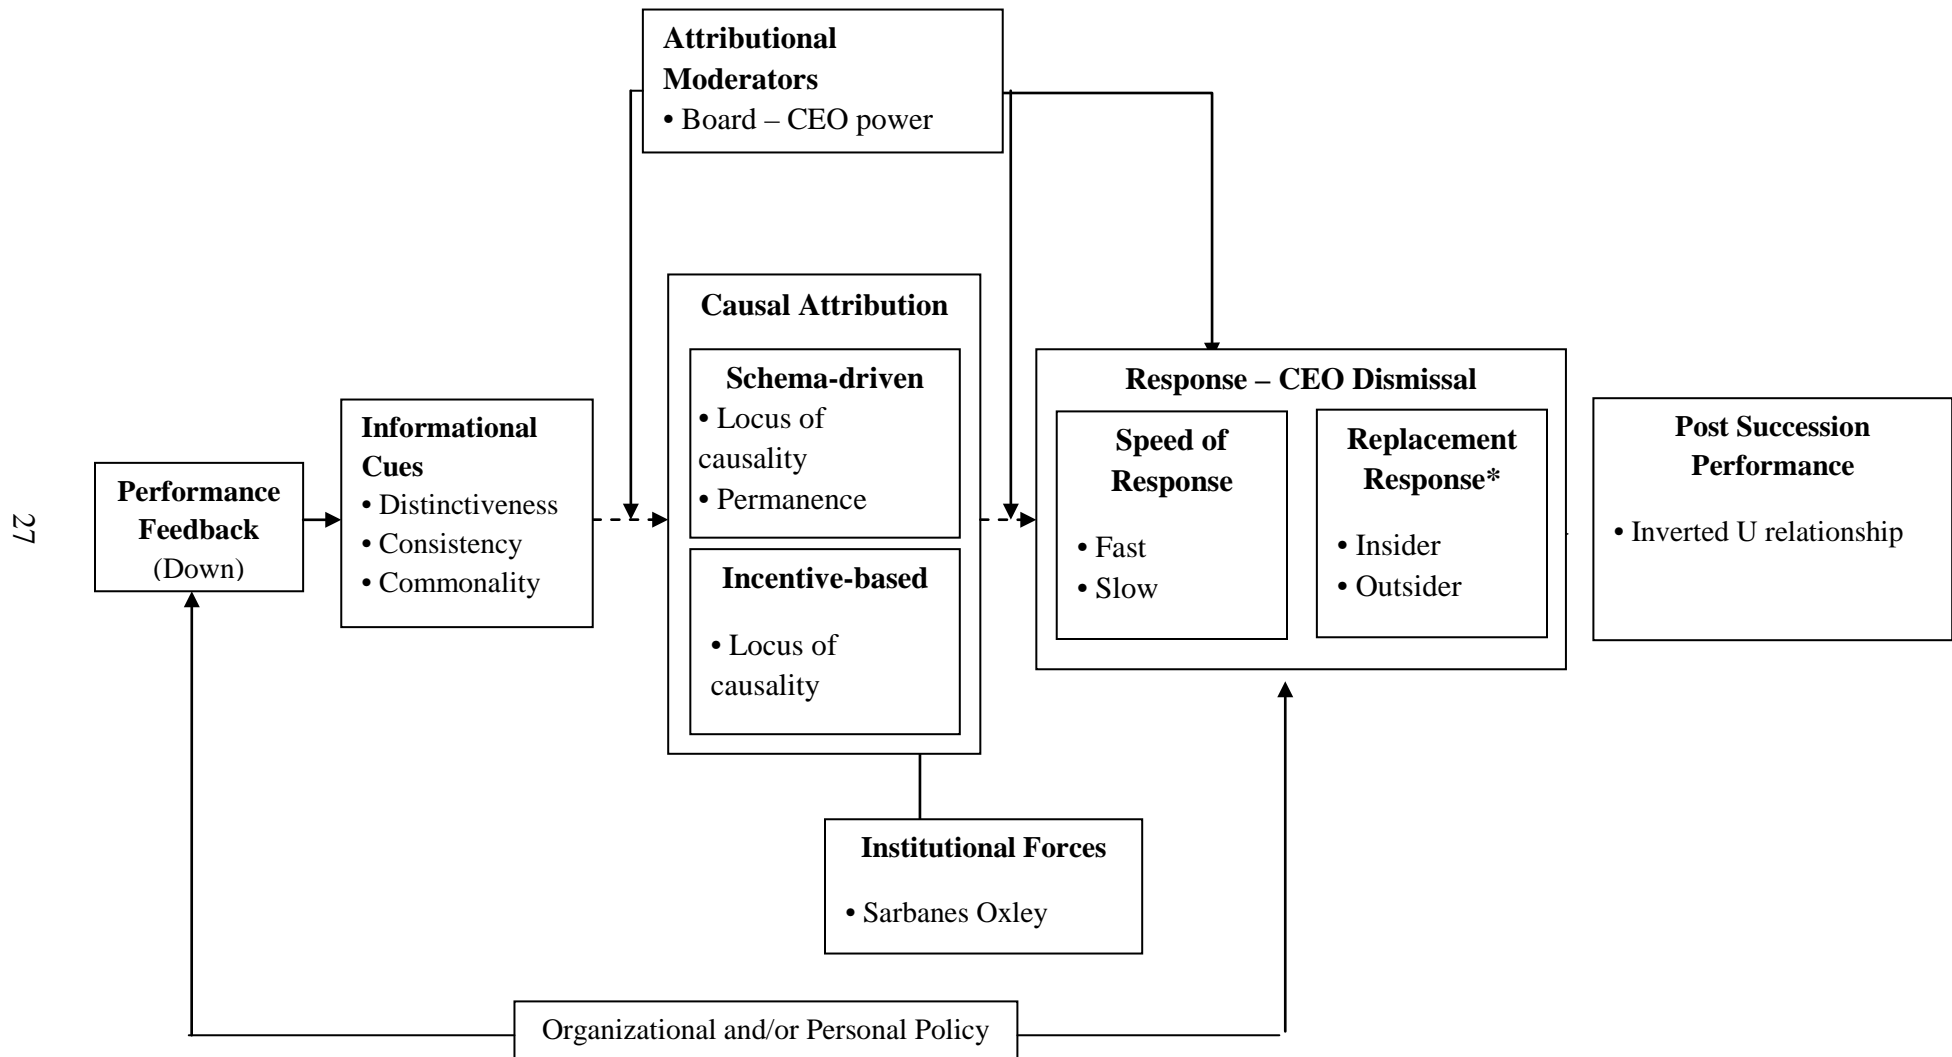 Attributional
Moderators
• Board – CEO power
Causal Attribution
Schema-driven
• Locus of
causality
• Permanence
Incentive-based
• Locus of
causality
Response – CEO Dismissal
Speed of
Response
• Fast
• Slow
Replacement
Response*
• Insider
• Outsider
Post Succession
Performance
• Inverted U relationship
Informational
Cues
• Distinctiveness
• Consistency
• Commonality
Performance
Feedback
(Down)
27
Institutional Forces
• Sarbanes Oxley
Organizational and/or Personal Policy